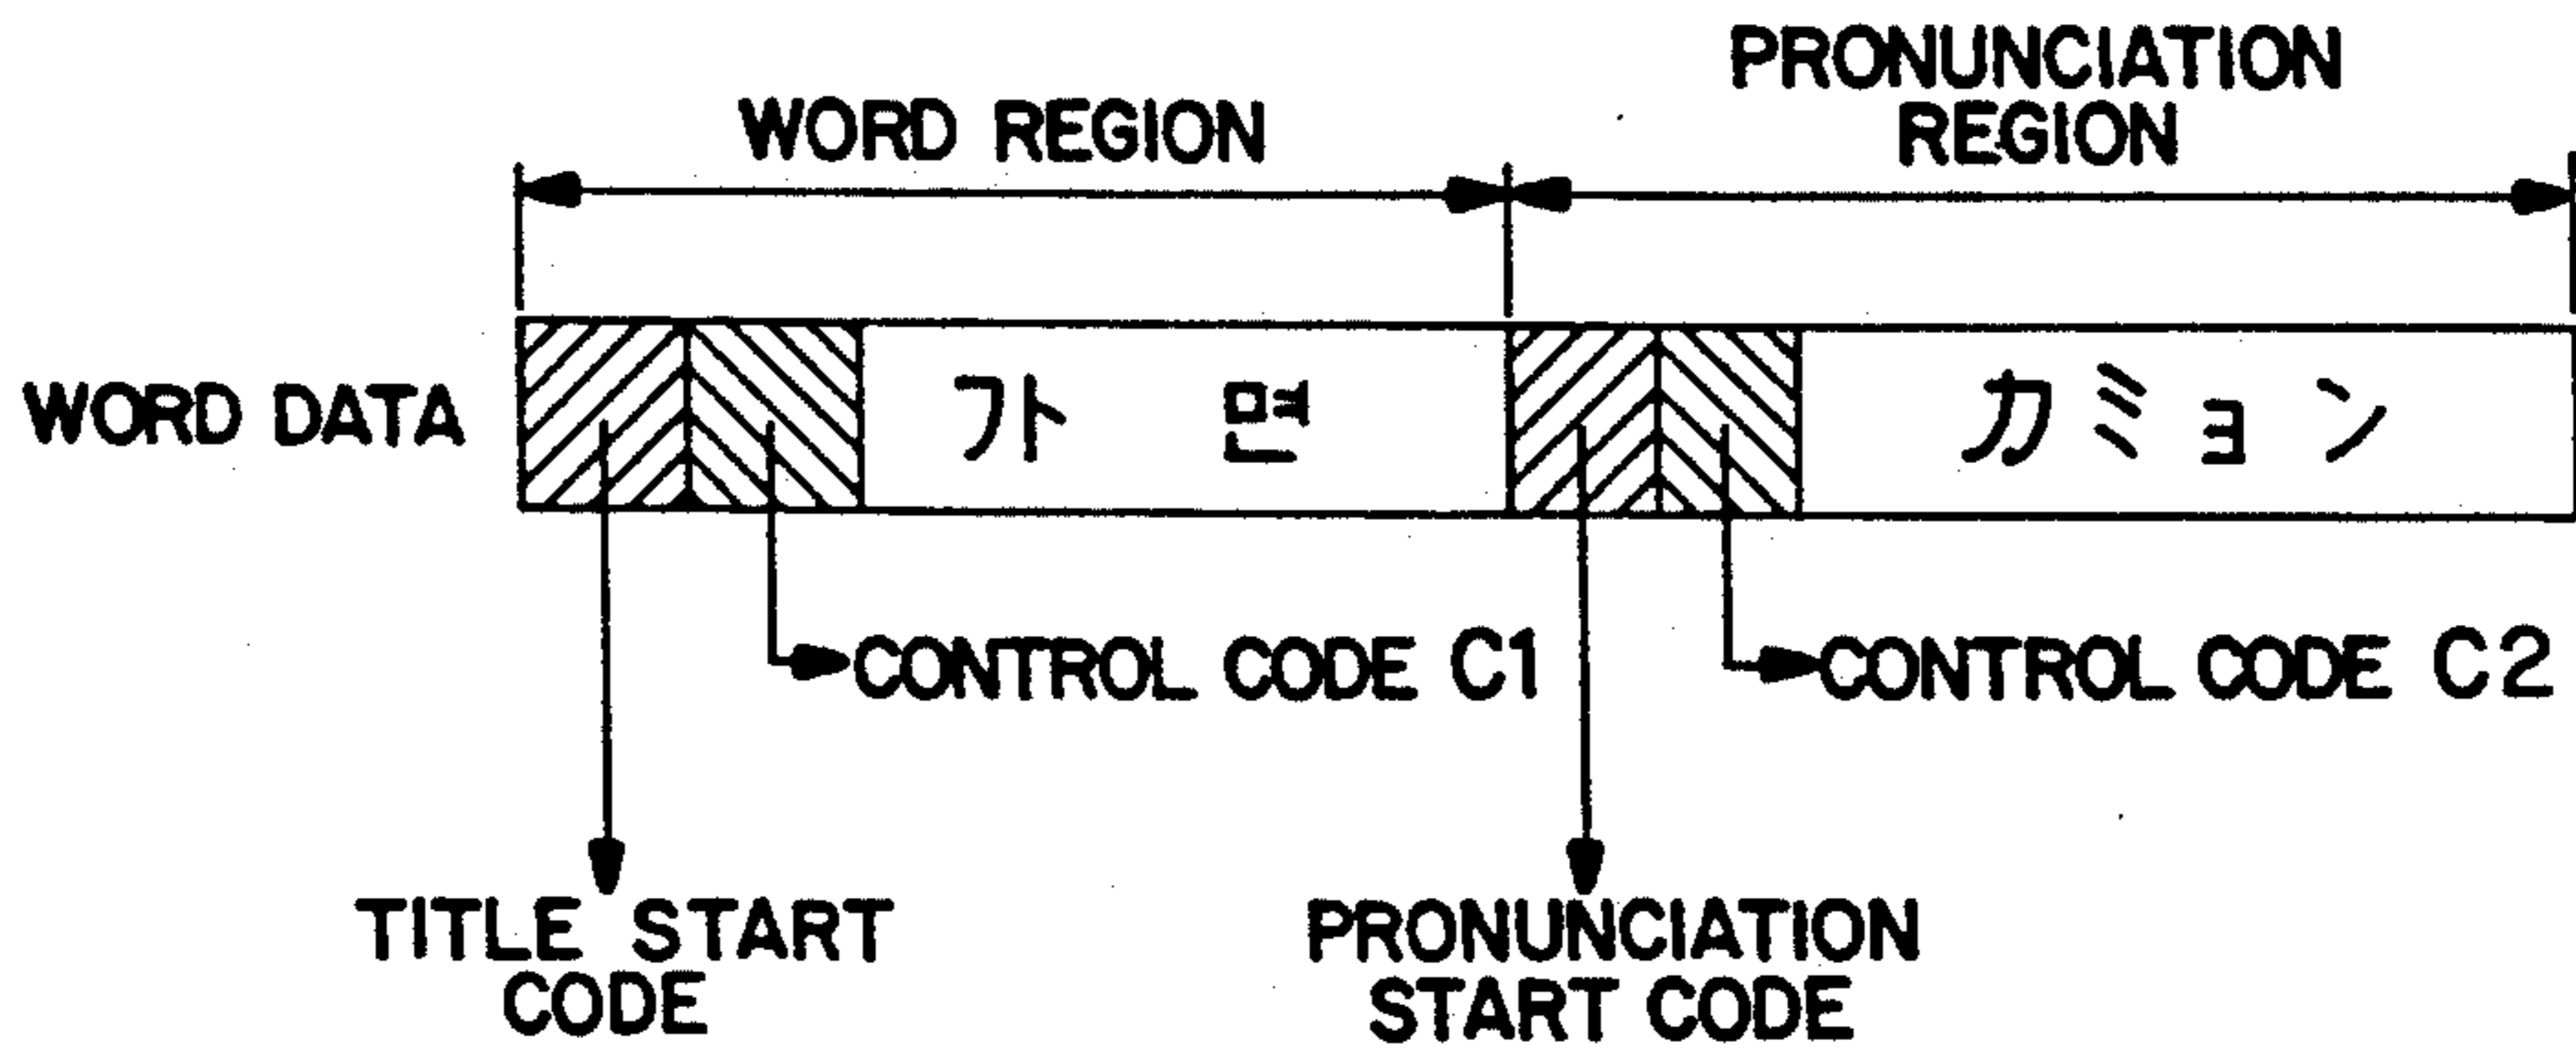 WORD REGION
PRONUNCIATION
REGION
WORD DATA
가 면
カミョン
CONTROL CODE C1
CONTROL CODE C2
TITLE START
CODE
PRONUNCIATION
START CODE